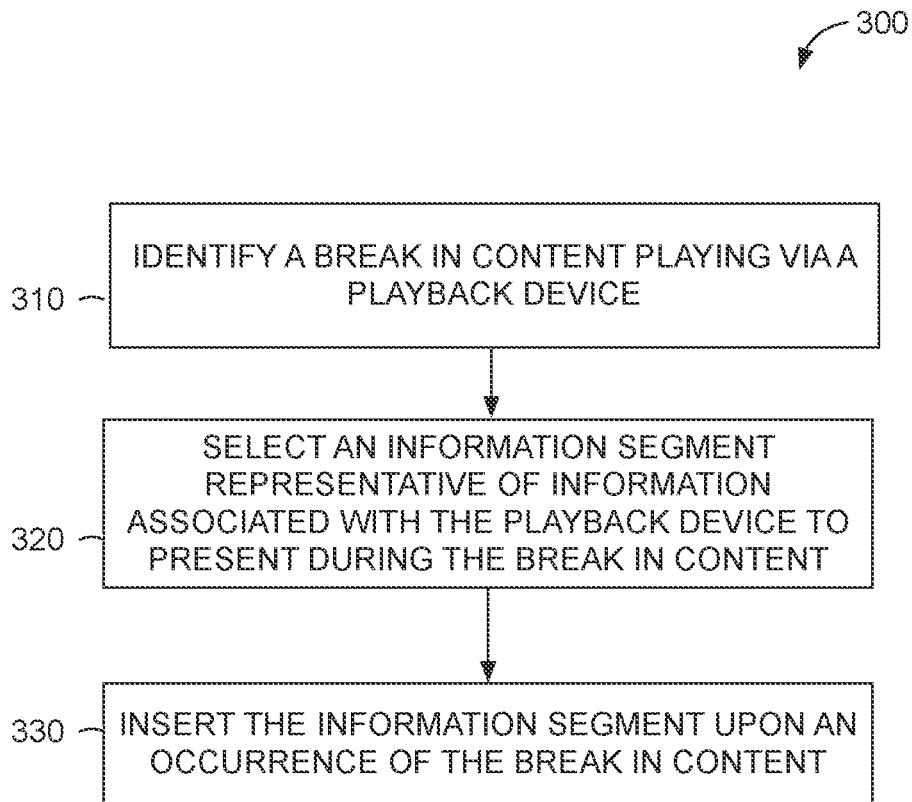 300
IDENTIFY A BREAK IN CONTENT PLAYING VIA A
PLAYBACK DEVICE
310
SELECT AN INFORMATION SEGMENT
REPRESENTATIVE OF INFORMATION
ASSOCIATED WITH THE PLAYBACK DEVICE TO
PRESENT DURING THE BREAK IN CONTENT
320
INSERT THE INFORMATION SEGMENT UPON AN
OCCURRENCE OF THE BREAK IN CONTENT
330